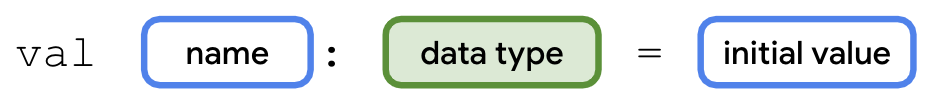 val name : data type = initial value